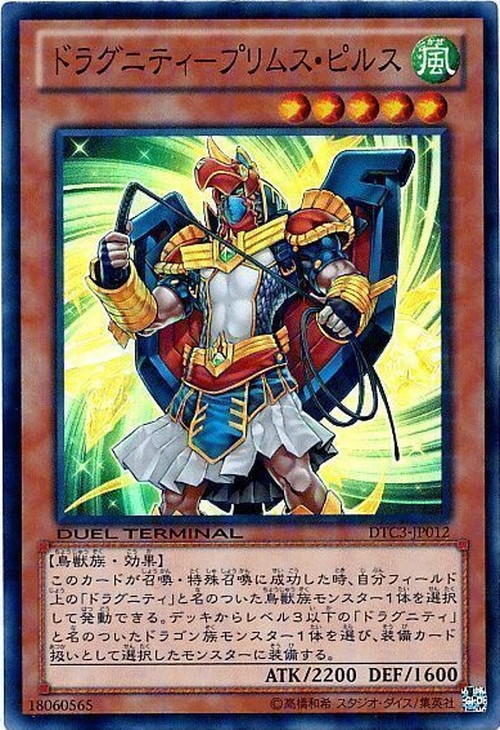 ドラグニティープリムス・ピルス
風
DUEL TERMINAL
DTC3-JP012
【鳥獣族・効果】
このカードが召喚・特殊召喚に成功した時、自分フィールド
上の「ドラグニティ」と名のついた鳥獣族モンスター1体を選択
して発動できる。デッキからレベル3以下の「ドラグニティ」
と名のついたドラゴン族モンスター1体を選び、装備カード
扱いとして選択したモンスターに装備する。
ATK/2200 DEF/1600
18060565
©高橋和希 スタジオ・ダイス/集英社